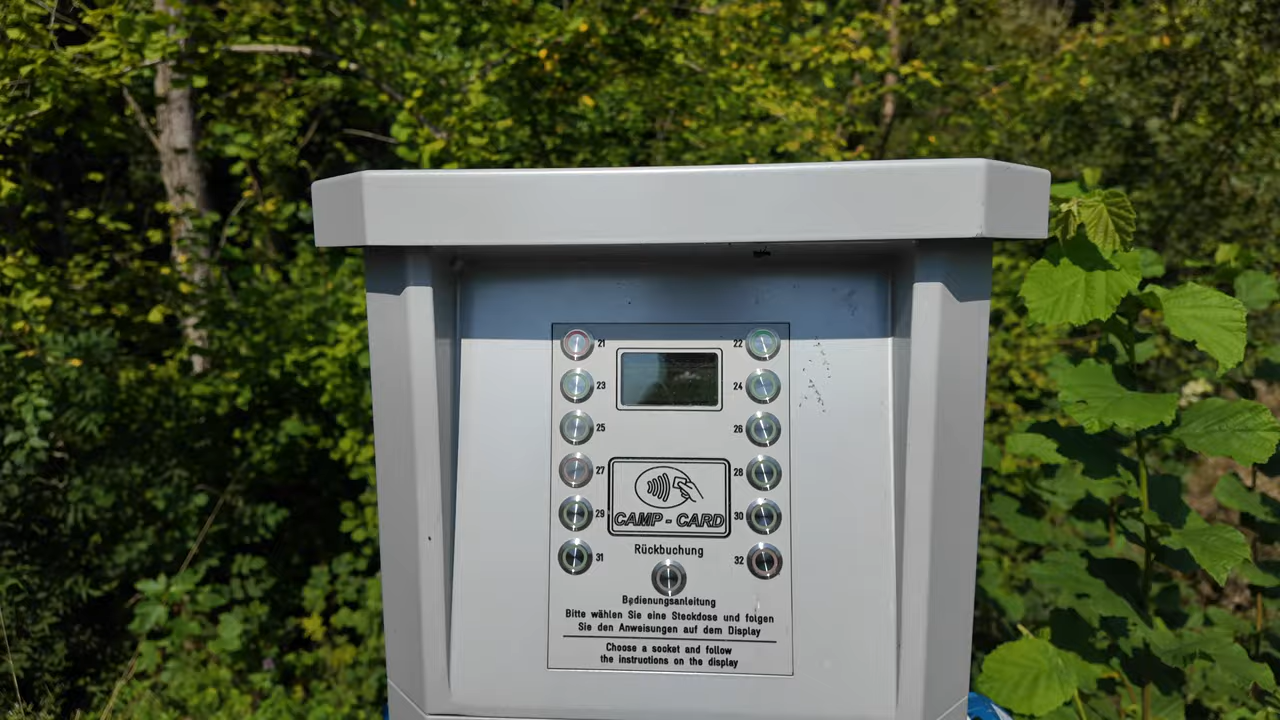 21 22
23 24
25 26
27 28
29 30
CAMP - CARD
31 32
Rückbuchung
Bedienungsanleitung
Bitte wählen Sie eine Steckdose und folgen
Sie den Anweisungen auf dem Display
Choose a socket and follow
the instructions on the display